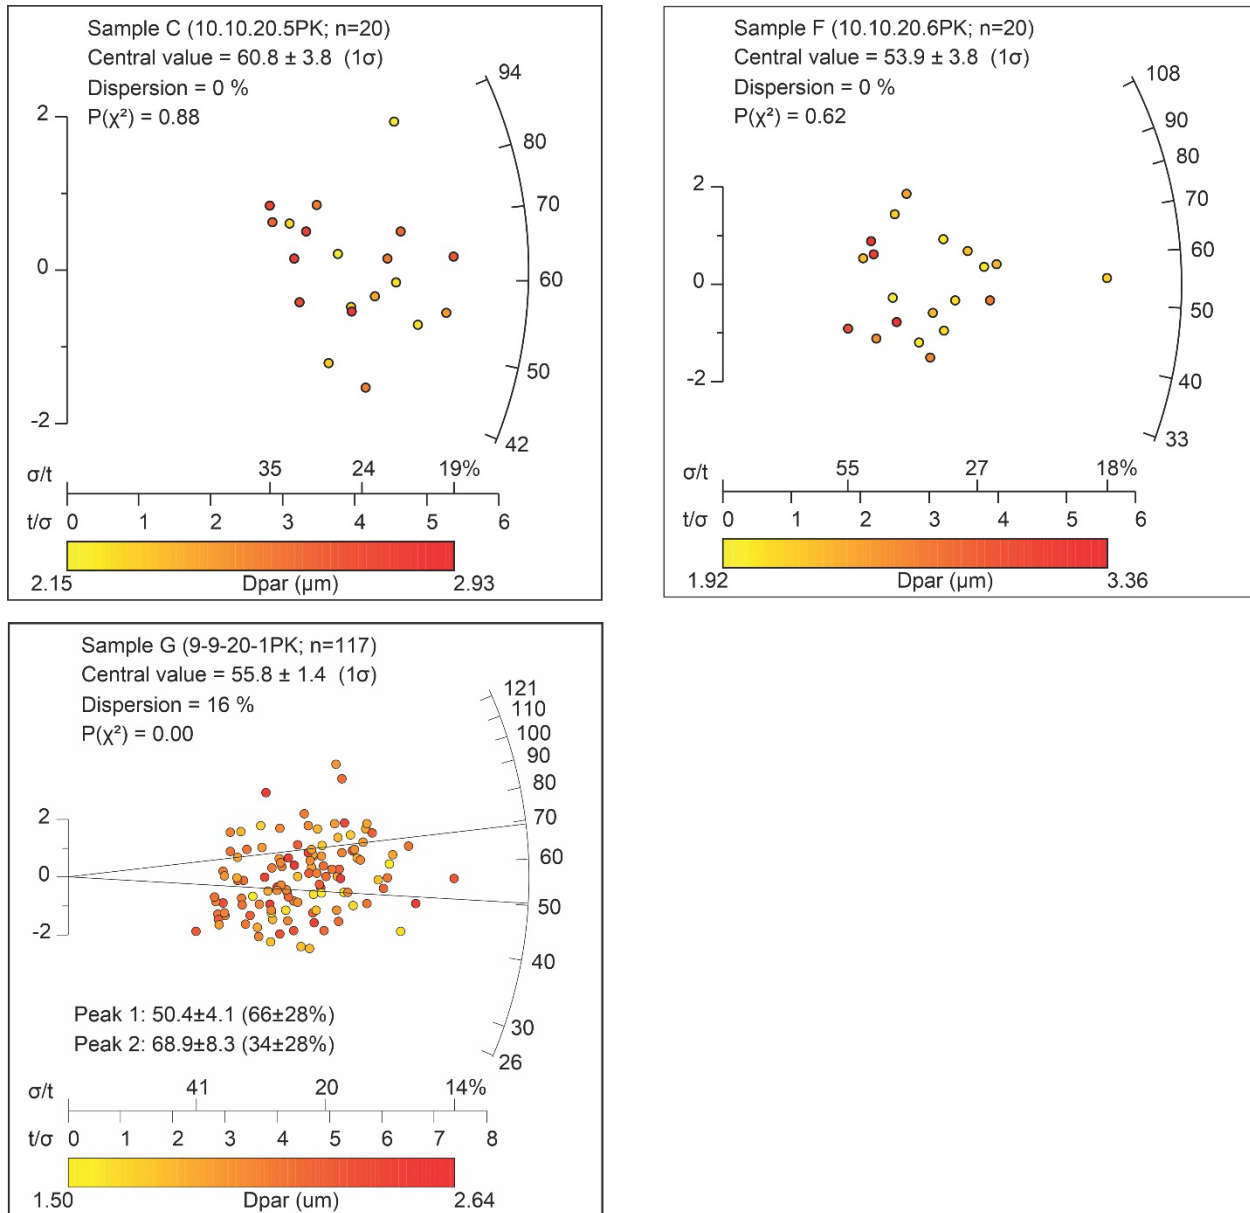 Sample C (10.10.20.5PK; n=20)
Central value = 60.8 ± 3.8 (1σ)
Dispersion = 0 %
P(χ²) = 0.88
94
80
70
60
50
42
2
0
-2
σ/t 35 24 19%
t/σ 0 1 2 3 4 5 6
2.15 Dpar (µm) 2.93
Sample F (10.10.20.6PK; n=20)
Central value = 53.9 ± 3.8 (1σ)
Dispersion = 0 %
P(χ²) = 0.62
108
90
80
70
60
50
40
33
2
0
-2
σ/t 55 27 18%
t/σ 0 1 2 3 4 5 6
1.92 Dpar (µm) 3.36
Sample G (9-9-20-1PK; n=117)
Central value = 55.8 ± 1.4 (1σ)
Dispersion = 16 %
P(χ²) = 0.00
121
110
100
90
80
70
60
50
40
30
26
2
0
-2
Peak 1: 50.4±4.1 (66±28%)
Peak 2: 68.9±8.3 (34±28%)
σ/t 41 20 14%
t/σ 0 1 2 3 4 5 6 7 8
1.50 Dpar (um) 2.64